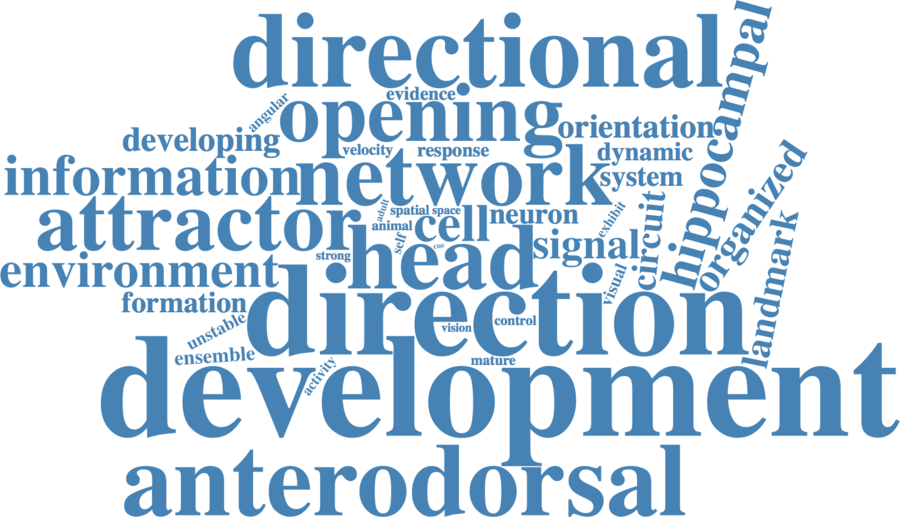 directional
evidence
angular
opening
hippocampal
orientation
developing
velocity
response
dynamic
organized
information
network
system
attractor
adult
spatial
space
animal
cell
neuron
exhibit
circuit
self
cue
signal
landmark
strong
head
environment
visual
formation
direction
unstable
vision
control
ensemble
mature
activity
development
anterodorsal